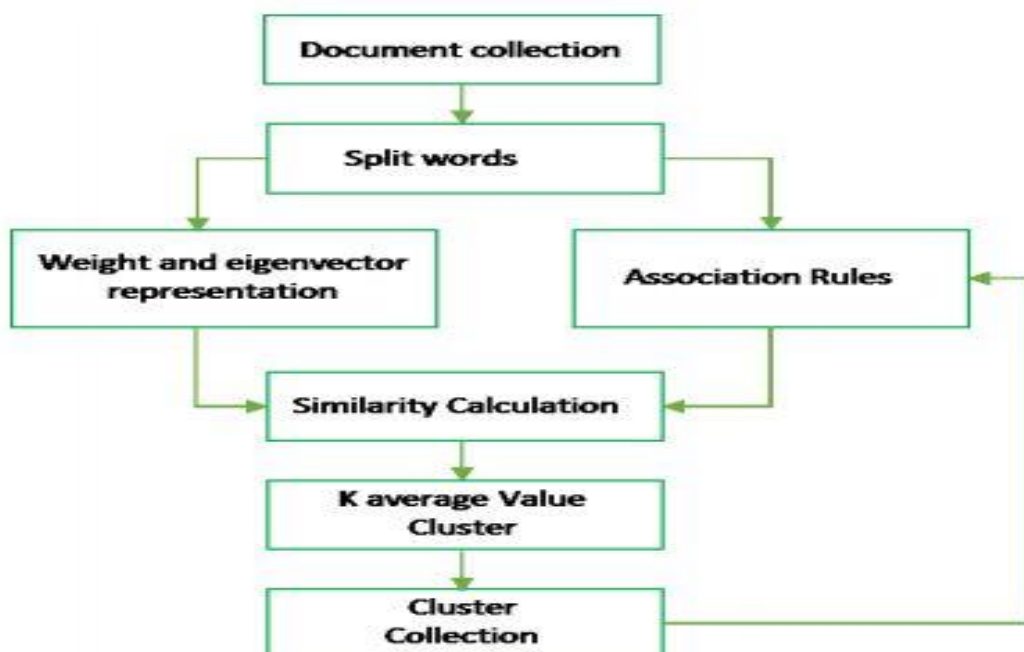 Document collection
Split words
Weight and eigenvector
representation
Association Rules
Similarity Calculation
K average Value
Cluster
Cluster
Collection